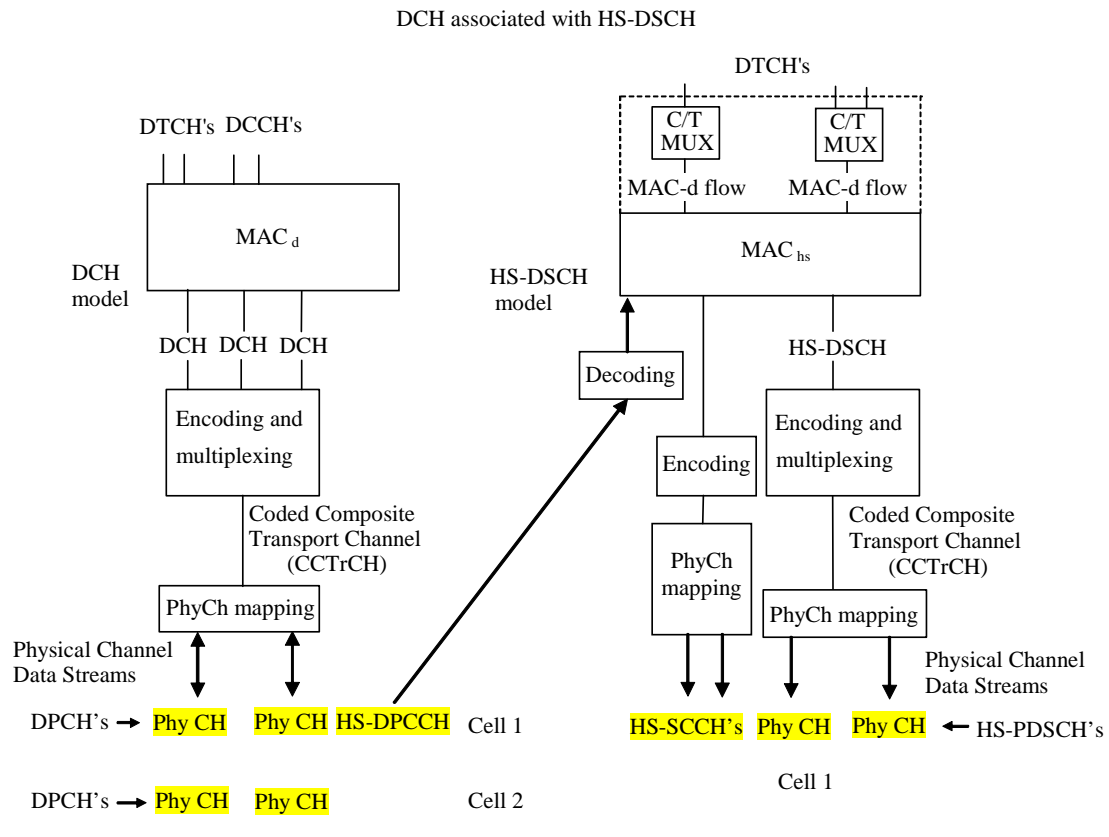 DCH associated with HS-DSCH
DTCH's
DTCH's DCCH's
C/T
MUX
C/T
MUX
MAC-d flow
MAC-d flow
MAC d
MAC hs
DCH
model
HS-DSCH
model
DCH
DCH
DCH
HS-DSCH
Decoding
Encoding and
multiplexing
Encoding
Encoding and
multiplexing
Coded Composite
Transport Channel
(CCTrCH)
PhyCh
mapping
Coded Composite
Transport Channel
(CCTrCH)
PhyCh mapping
PhyCh mapping
Physical Channel
Data Streams
Physical Channel
Data Streams
DPCH’s
Phy CH
Phy CH
HS-DPCCH
Cell 1
HS-SCCH’s
Phy CH
Phy CH
HS-PDSCH’s
Cell 1
DPCH’s
Phy CH
Phy CH
Cell 2